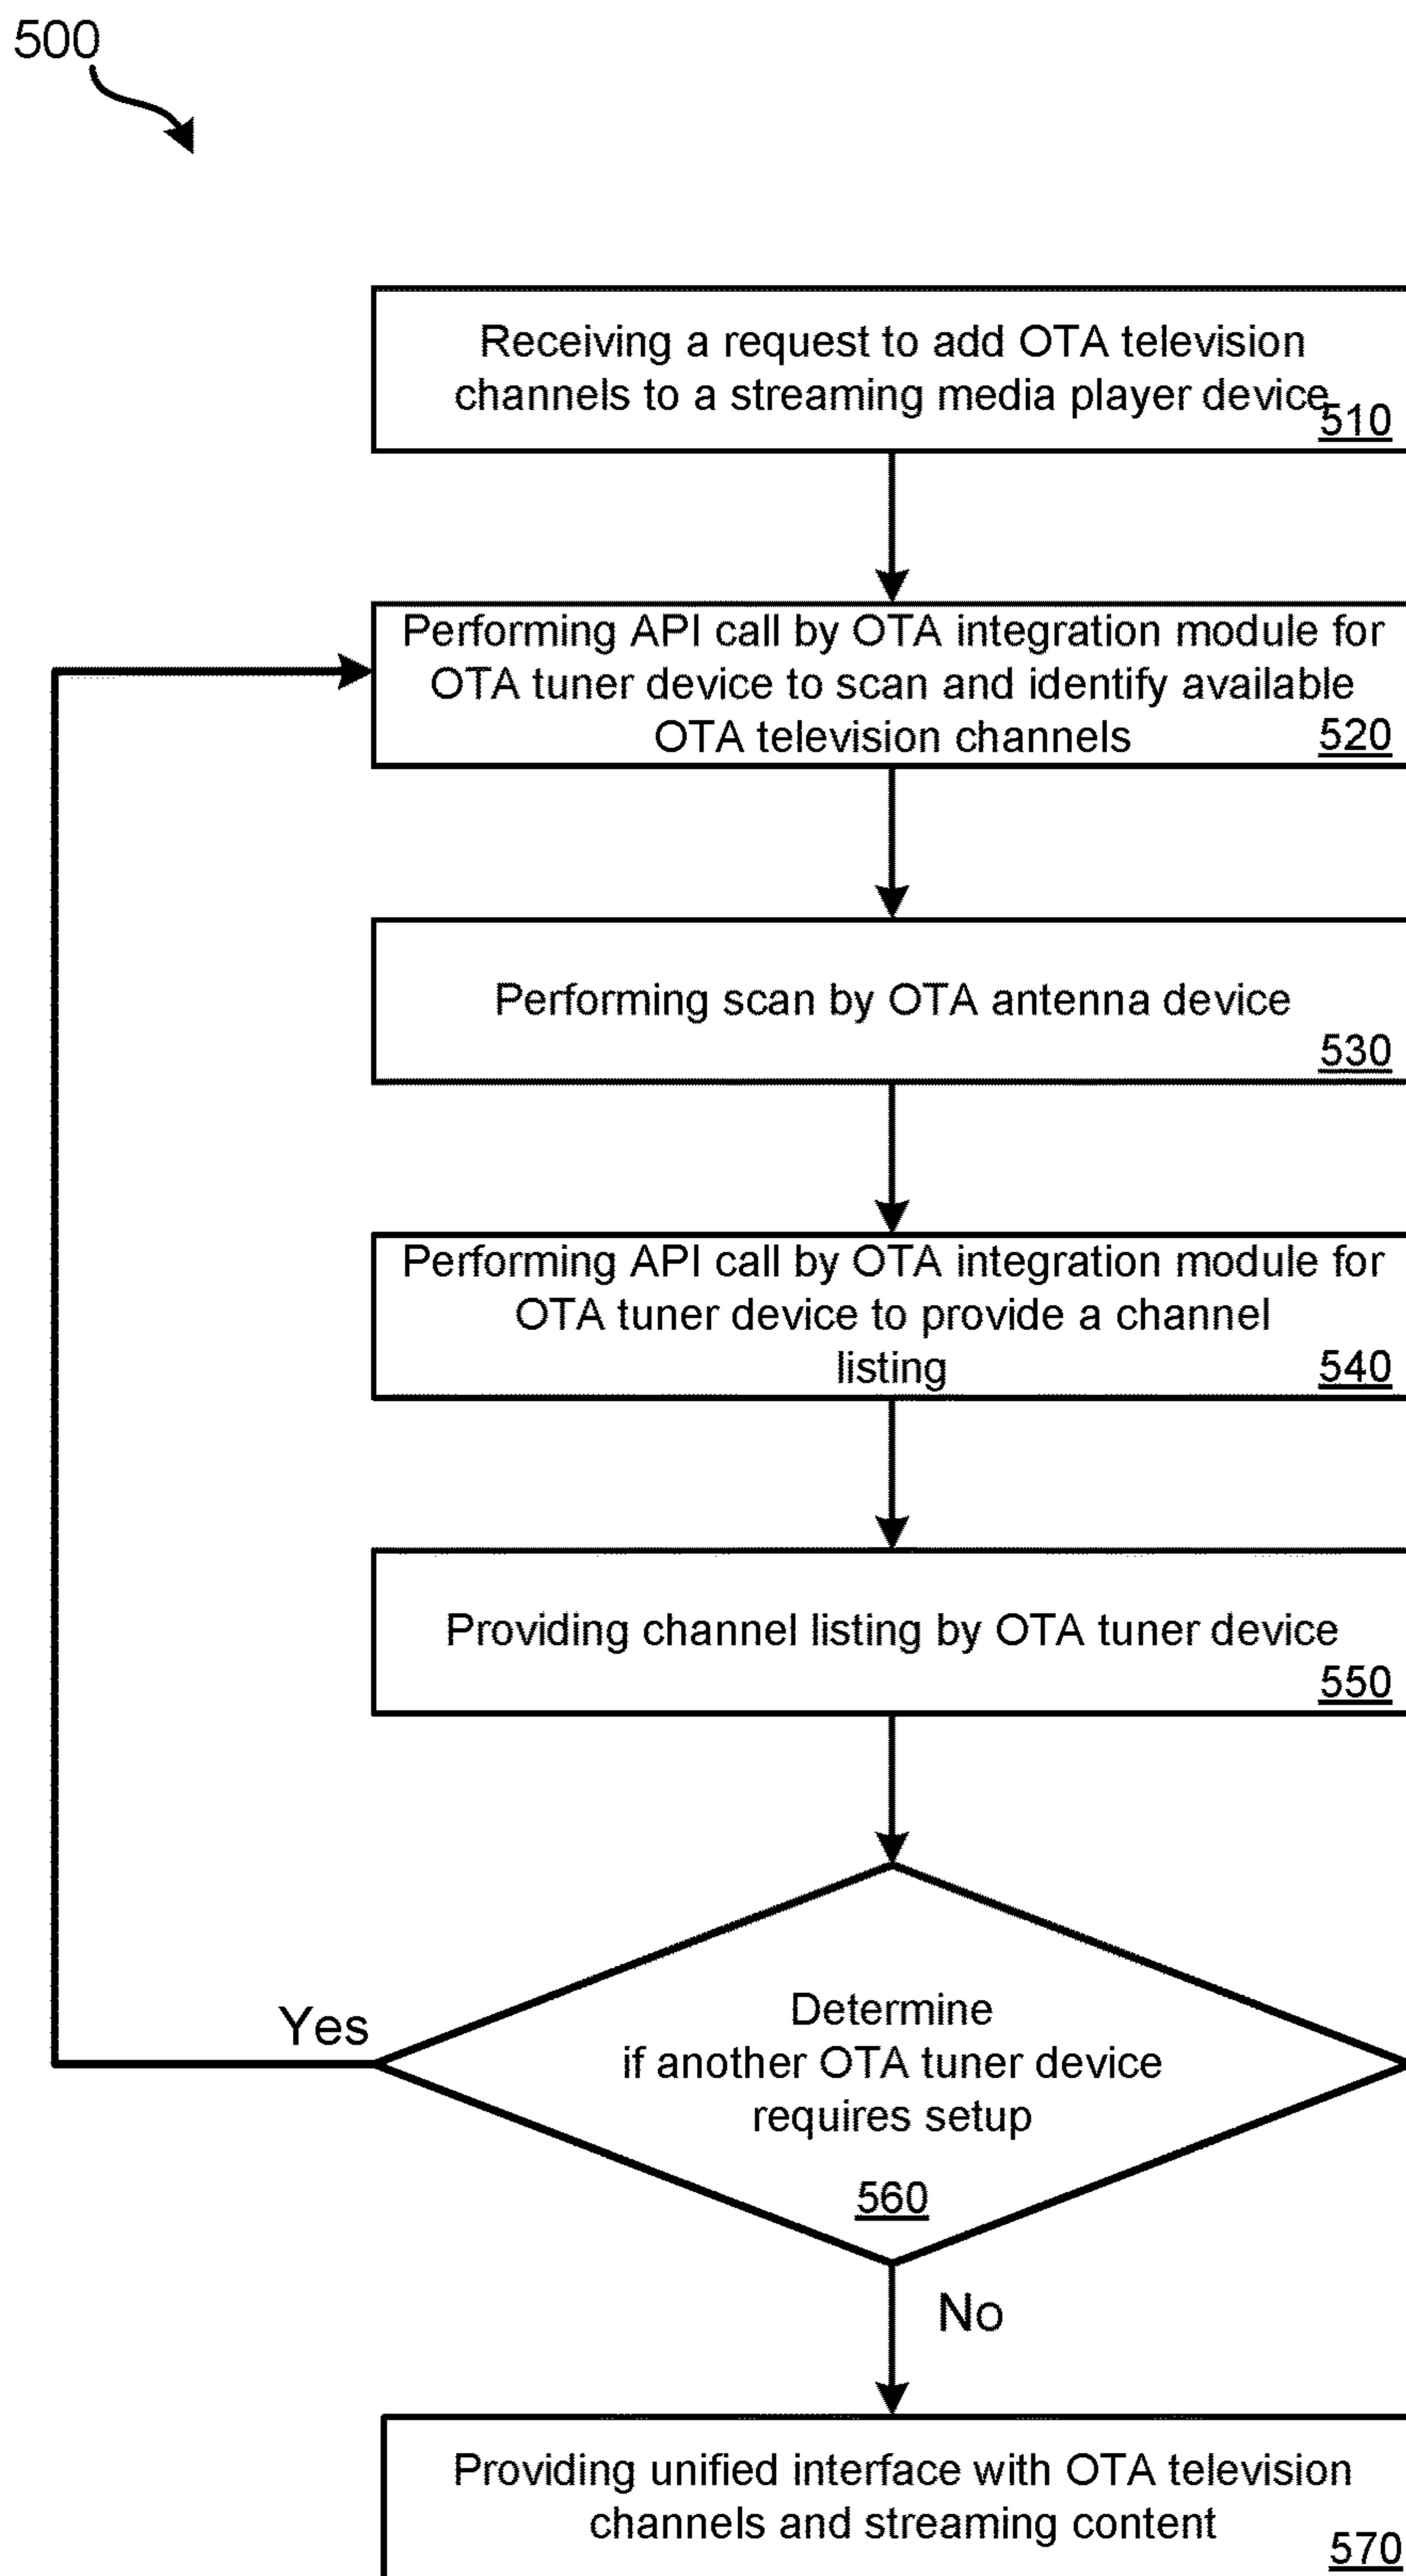 500
Receiving a request to add OTA television
channels to a streaming media player device
510
Performing API call by OTA integration module for
OTA tuner device to scan and identify available
OTA television channels
520
Performing scan by OTA antenna device
530
Performing API call by OTA integration module for
OTA tuner device to provide a channel
listing
540
Providing channel listing by OTA tuner device
550
Yes
Determine
if another OTA tuner device
requires setup
560
No
Providing unified interface with OTA television
channels and streaming content
570